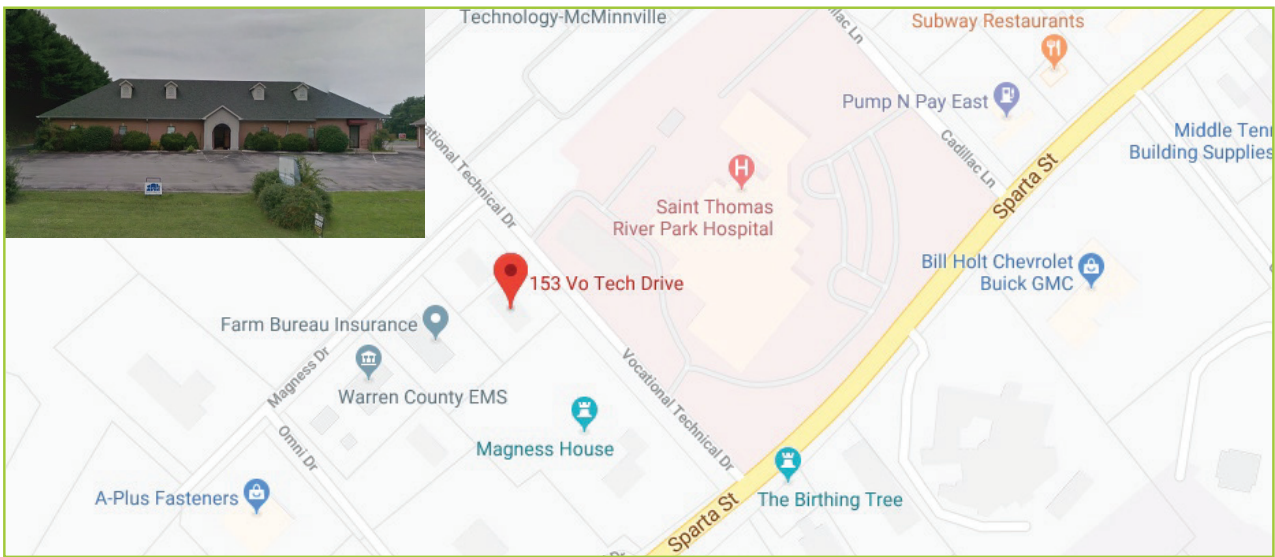 Technology-McMinnville
Cadillac Ln
Subway Restaurants
Pump N Pay East
Middle Ten
Building Supplies
Vocational Technical Dr
Cadillac Ln
Sparta St
H
Saint Thomas
River Park Hospital
Bill Holt Chevrolet
Buick GMC
153 Vo Tech Drive
Farm Bureau Insurance
Magness Dr
Warren County EMS
Vocational Technical Dr
Magness House
Omni Dr
A-Plus Fasteners
The Birthing Tree
Sparta St
Dr